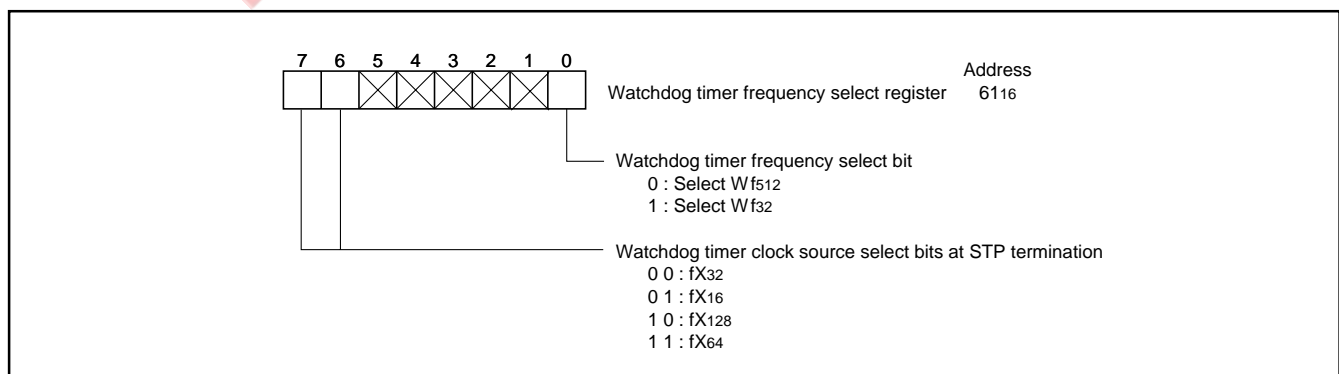 7 6 5 4 3 2 1 0
Address
Watchdog timer frequency select register 6116
Watchdog timer frequency select bit
0 : Select Wf512
1 : Select Wf32
Watchdog timer clock source select bits at STP termination
0 0 : fX32
0 1 : fX16
1 0 : fX128
1 1 : fX64